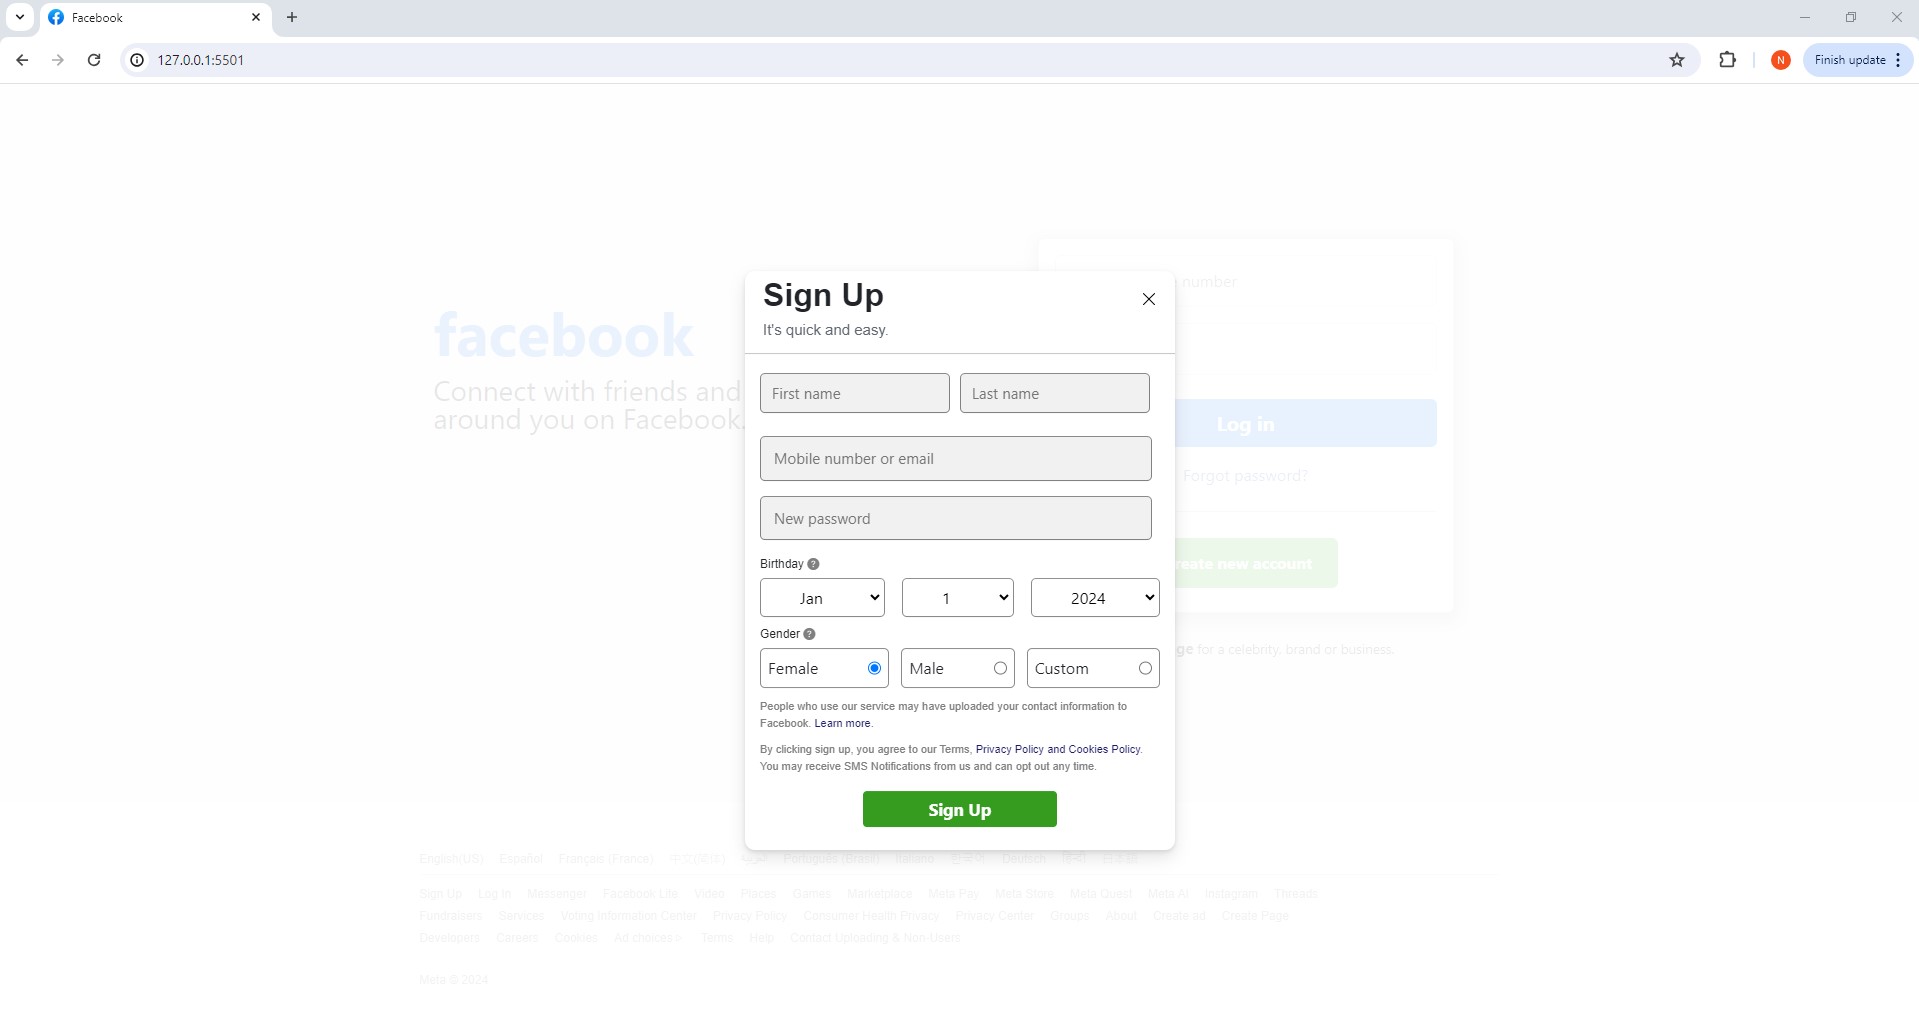 Facebook
127.0.0.1:5501
N
Finish update
number
facebook
Connect with friends and
around you on Facebook.
Log in
Forgot password?
reate new account
ge for a celebrity, brand or business.
Sign Up
It's quick and easy.
First name
Last name
Mobile number or email
New password
Birthday ?
Jan
1
2024
Gender ?
Female
Male
Custom
People who use our service may have uploaded your contact information to
Facebook. Learn more.
By clicking sign up, you agree to our Terms, Privacy Policy and Cookies Policy.
You may receive SMS Notifications from us and can opt out any time.
Sign Up
English(US) Español Français (France) 中文(简体) Português (Brasil) Italiano 한국어 Deutsch हिन्दी 日本語
Sign Up Log In Messenger Facebook Lite Video Places Games Marketplace Meta Pay Meta Store Meta Quest Meta AI Instagram Threads
Fundraisers Services Voting Information Center Privacy Policy Consumer Health Privacy Privacy Center Groups About Create ad Create Page
Developers Careers Cookies Ad choices Terms Help Contact Uploading & Non-Users
Meta © 2024